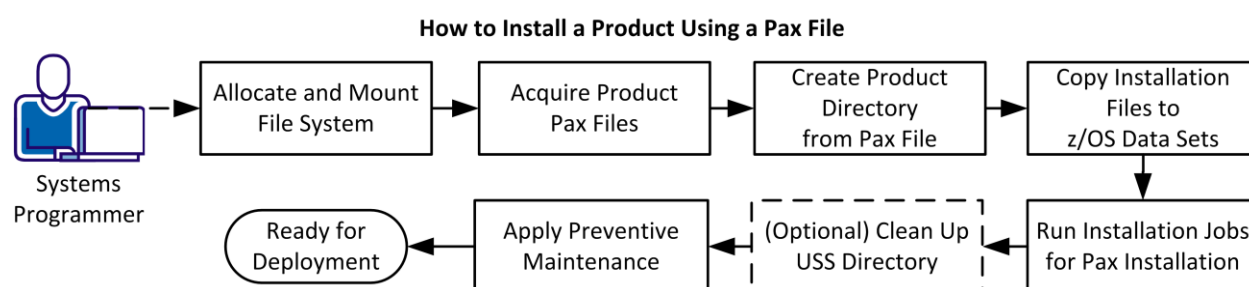 How to Install a Product Using a Pax File
Systems
Programmer
Allocate and Mount
File System
Acquire Product
Pax Files
Create Product
Directory
from Pax File
Copy Installation
Files to
z/OS Data Sets
Run Installation Jobs
for Pax Installation
(Optional) Clean Up
USS Directory
Apply Preventive
Maintenance
Ready for
Deployment